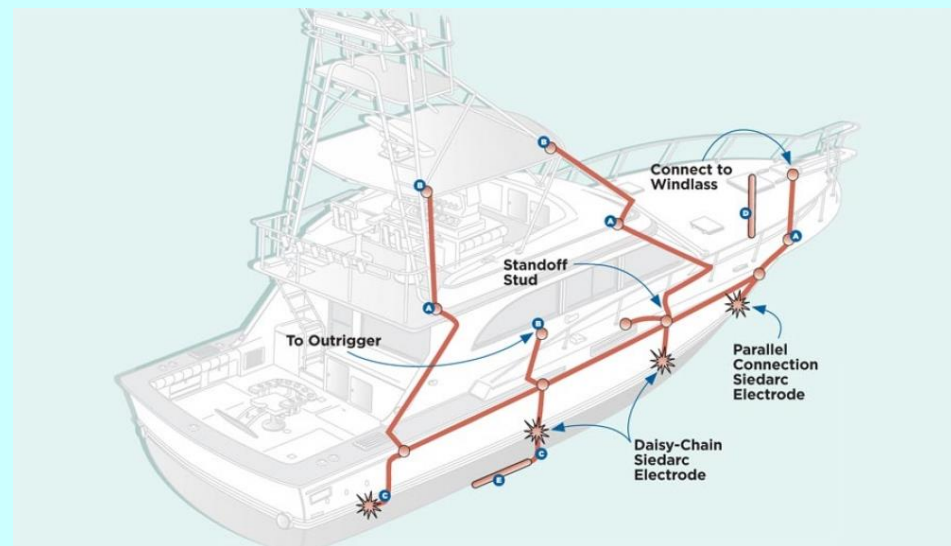 B
B
Connect to
Windlass
D
A
A
Standoff
Stud
A
B
To Outrigger
Parallel
Connection
Siedarc
Electrode
Daisy-Chain
Siedarc
Electrode
C
E
C